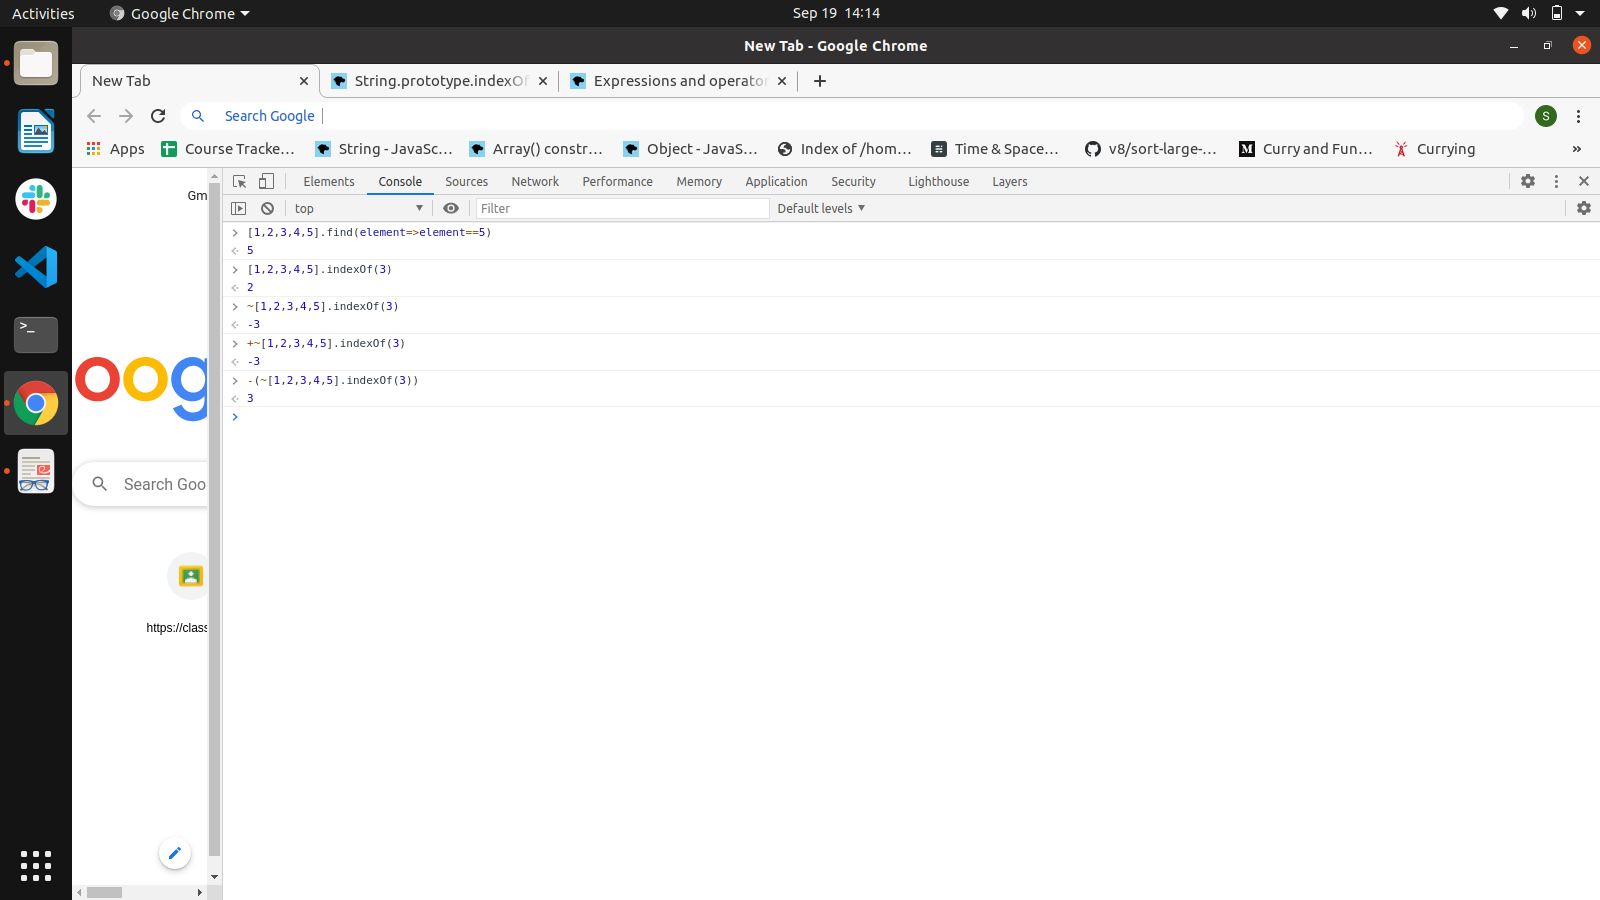 Activities
Google Chrome
Sep 19 14:14
New Tab - Google Chrome
New Tab
String.prototype.indexOf
Expressions and operator
Search Google
S
Apps
Course Tracke...
String - JavaSc...
Array() constr...
Object - JavaS...
Index of /hom...
Time & Space...
v8/sort-large-...
Curry and Fun...
Currying
»
Elements
Console
Sources
Network
Performance
Memory
Application
Security
Lighthouse
Layers
top
Filter
Default levels
Gm
oog
Search Goo
https://class
[1,2,3,4,5].find(element=>element==5)
5
[1,2,3,4,5].indexOf(3)
2
~[1,2,3,4,5].indexOf(3)
-3
+~[1,2,3,4,5].indexOf(3)
-3
-(~[1,2,3,4,5].indexOf(3))
3